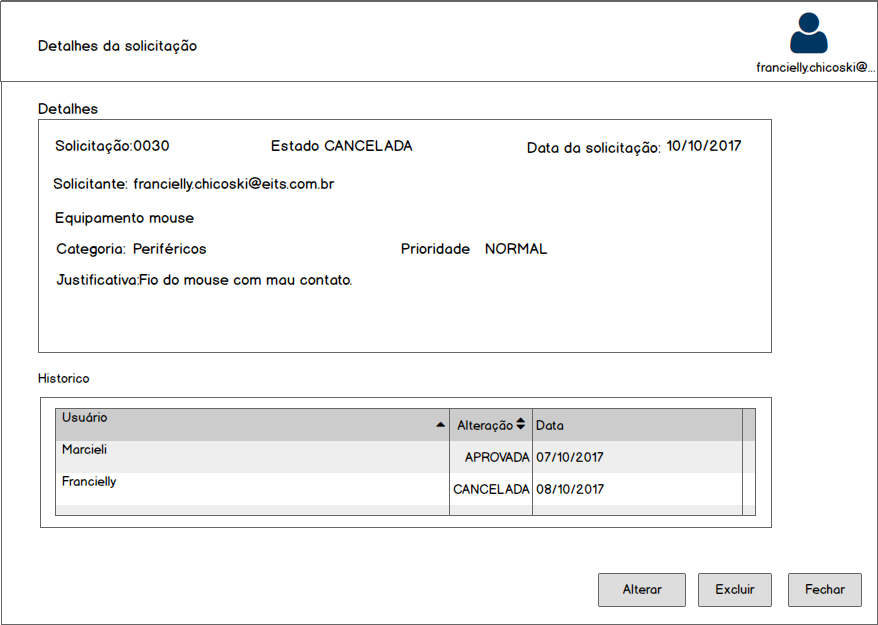 Detalhes da solicitação
francielly.chicoski@...
Detalhes
Solicitação:0030 Estado CANCELADA Data da solicitação: 10/10/2017
Solicitante: francielly.chicoski@eits.com.br
Equipamento mouse
Categoria: Periféricos Prioridade NORMAL
Justificativa:Fio do mouse com mau contato.
Historico
Usuário Alteração Data
Marcieli APROVADA 07/10/2017
Francielly CANCELADA 08/10/2017
Alterar Excluir Fechar